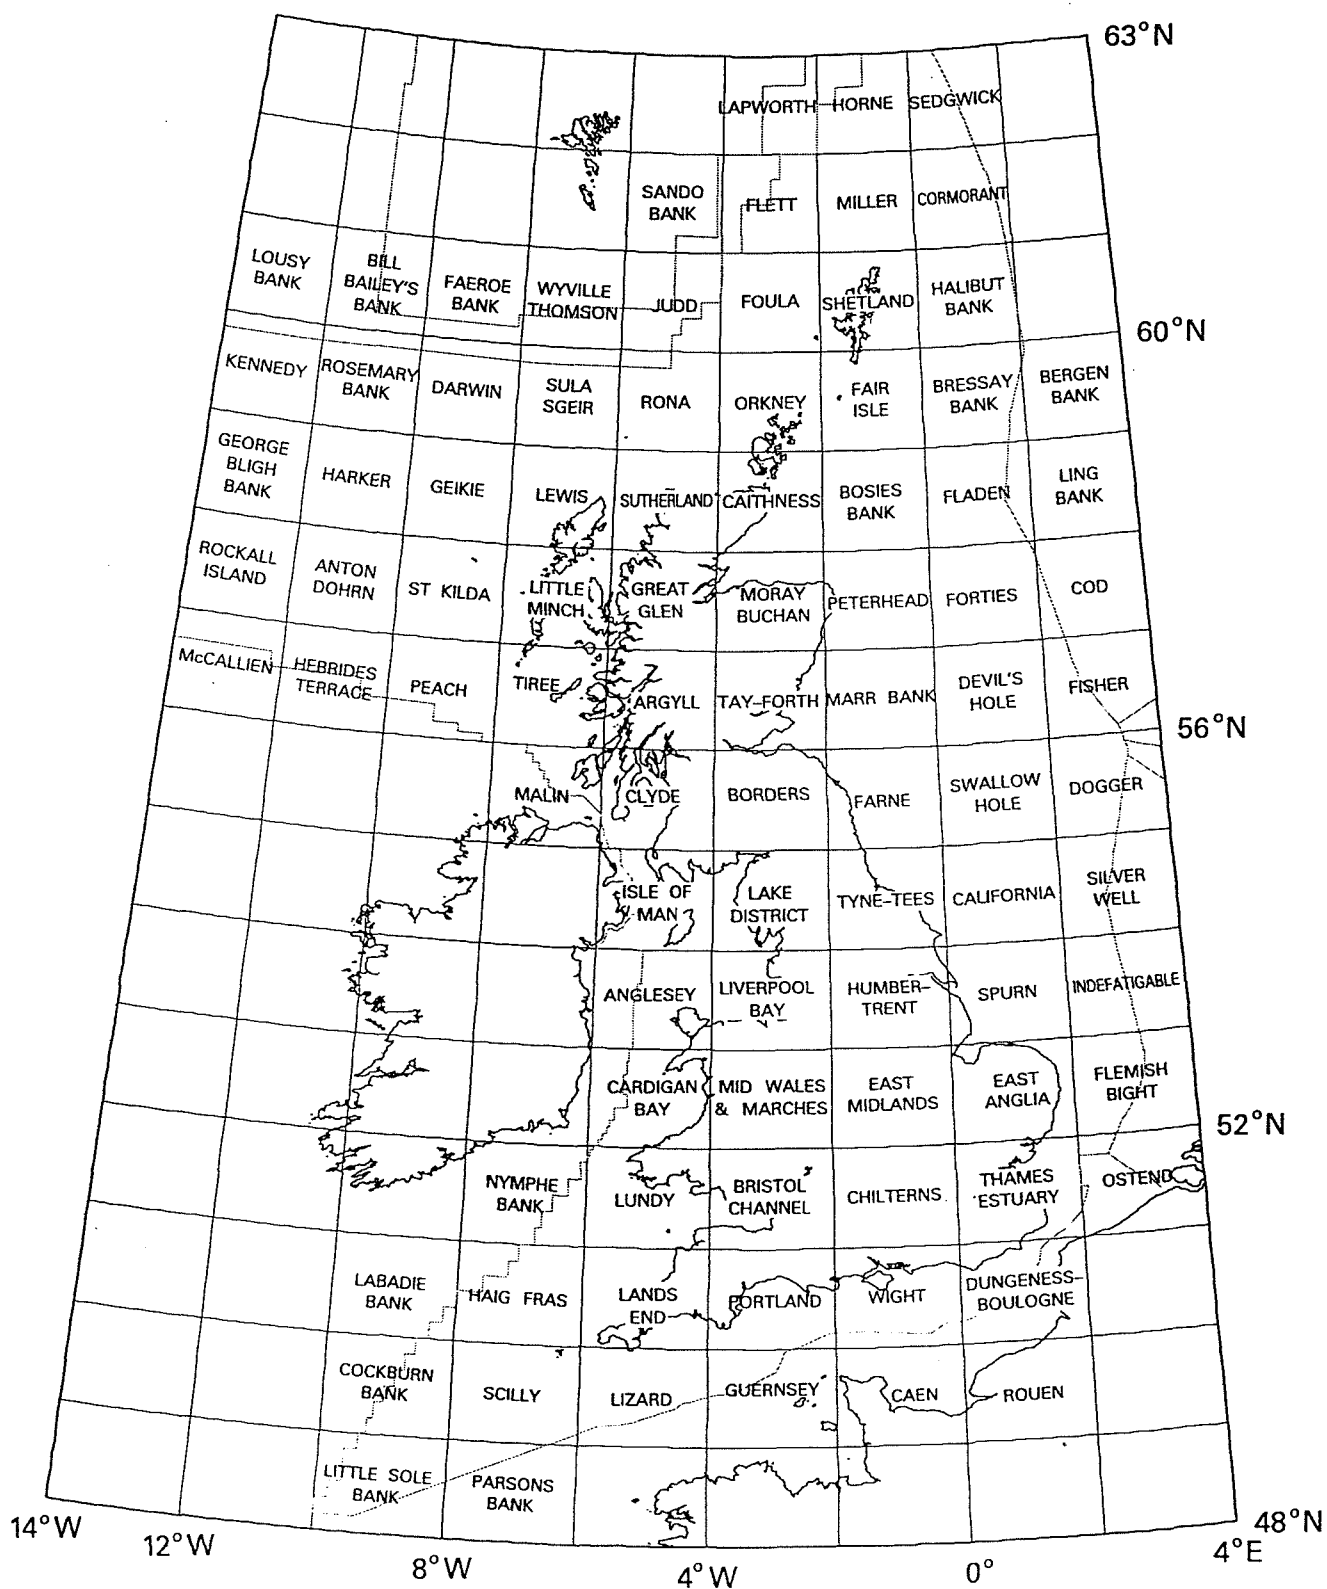 63°N
LAPWORTH
HORNE
SEDGWICK
SANDO
BANK
FLETT
MILLER
CORMORANT
LOUSY
BANK
BILL
BAILEY'S
BANK
FAEROE
BANK
WYVILLE
THOMSON
JUDD
FOULA
SHETLAND
HALIBUT
BANK
60°N
KENNEDY
ROSEMARY
BANK
DARWIN
SULA
SGEIR
RONA
ORKNEY
FAIR
ISLE
BRESSAY
BANK
BERGEN
BANK
GEORGE
BLIGH
BANK
HARKER
GEIKIE
LEWIS
SUTHERLAND
CAITHNESS
BOSIES
BANK
FLADEN
LING
BANK
ROCKALL
ISLAND
ANTON
DOHRN
ST KILDA
LITTLE
MINCH
GREAT
GLEN
MORAY
BUCHAN
PETERHEAD
FORTIES
COD
McCALLIEN
HEBRIDES
TERRACE
PEACH
TIREE
ARGYLL
TAY-FORTH
MARR BANK
DEVIL'S
HOLE
FISHER
56°N
MALIN
CLYDE
BORDERS
FARNE
SWALLOW
HOLE
DOGGER
ISLE OF
MAN
LAKE
DISTRICT
TYNE-TEES
CALIFORNIA
SILVER
WELL
ANGLESEY
LIVERPOOL
BAY
HUMBER-
TRENT
SPURN
INDEFATIGABLE
CARDIGAN
BAY
MID WALES
& MARCHES
EAST
MIDLANDS
EAST
ANGLIA
FLEMISH
BIGHT
52°N
NYMPHE
BANK
LUNDY
BRISTOL
CHANNEL
CHILTERNS
THAMES
ESTUARY
OSTEND
LABADIE
BANK
HAIG FRAS
LANDS
END
PORTLAND
WIGHT
DUNGENESS-
BOULOGNE
COCKBURN
BANK
SCILLY
LIZARD
GUERNSEY
CAEN
ROUEN
LITTLE SOLE
BANK
PARSONS
BANK
14°W
12°W
8°W
4°W
0°
48°N
4°E